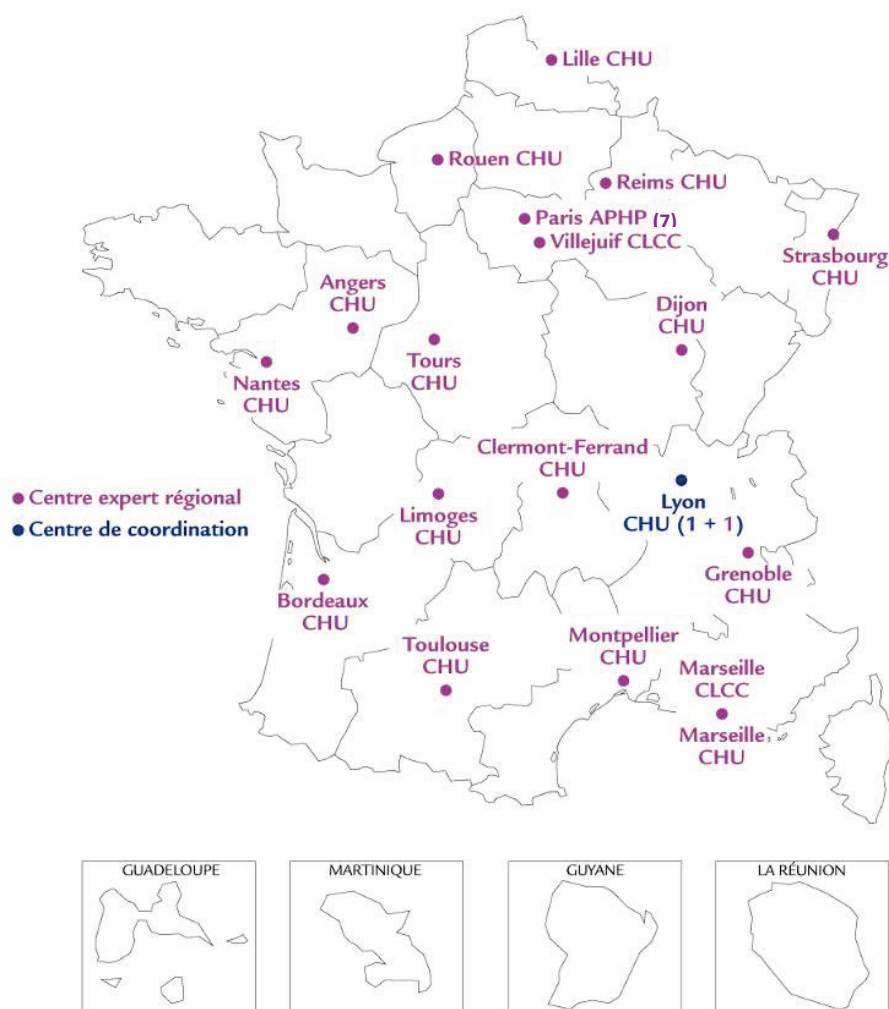 Lille CHU
Rouen CHU
Reims CHU
Paris APHP (7)
Villejuif CLCC
Strasbourg
CHU
Angers
CHU
Dijon
CHU
Tours
CHU
Nantes
CHU
Clermont-Ferrand
CHU
Centre expert régional
Centre de coordination
Limoges
CHU
Lyon
CHU (1 + 1)
Grenoble
CHU
Bordeaux
CHU
Toulouse
CHU
Montpellier
CHU
Marseille
CLCC
Marseille
CHU
GUADELOUPE
MARTINIQUE
GUYANE
LA RÉUNION